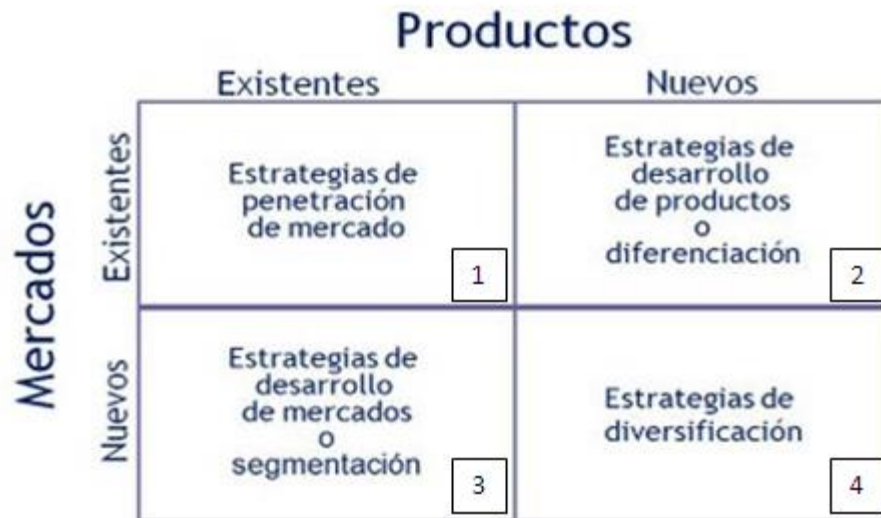 Productos
Existentes
Nuevos
Mercados
Existentes
Estrategias de
penetración
de mercado
1
Estrategias de
desarrollo
de productos
o
diferenciación
2
Nuevos
Estrategias de
desarrollo
de mercados
o
segmentación
3
Estrategias de
diversificación
4